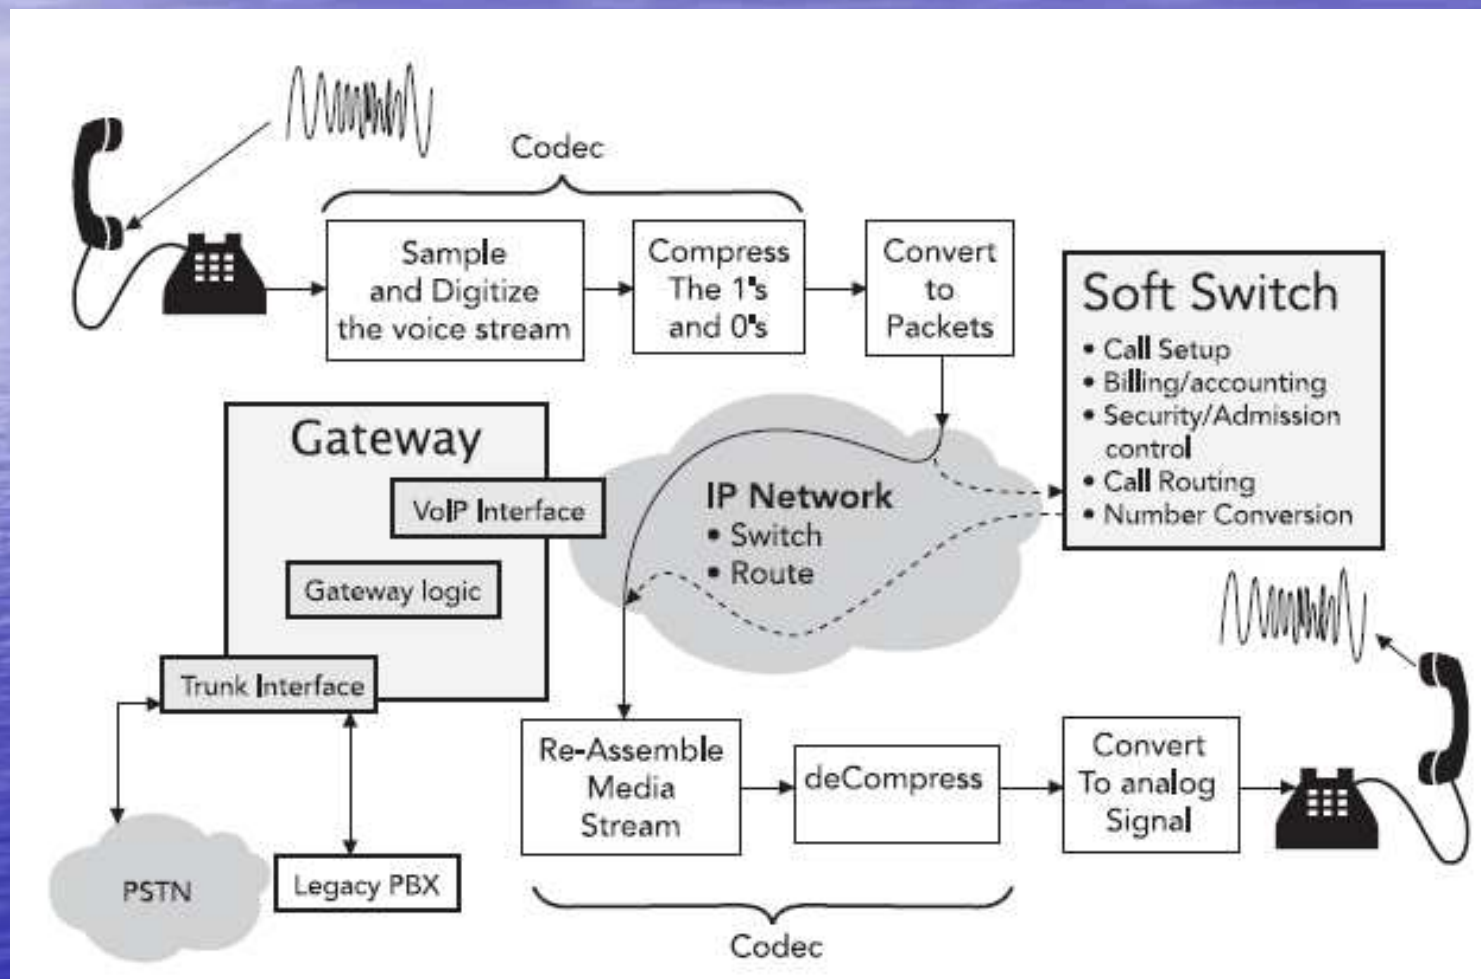 Codec
Sample
and Digitize
the voice stream
Compress
The 1's
and 0's
Convert
to
Packets
Soft Switch
• Call Setup
• Billing/accounting
• Security/Admission
control
• Call Routing
• Number Conversion
Gateway
VoIP Interface
Gateway logic
Trunk Interface
IP Network
• Switch
• Route
PSTN
Legacy PBX
Re-Assemble
Media
Stream
deCompress
Convert
To analog
Signal
Codec